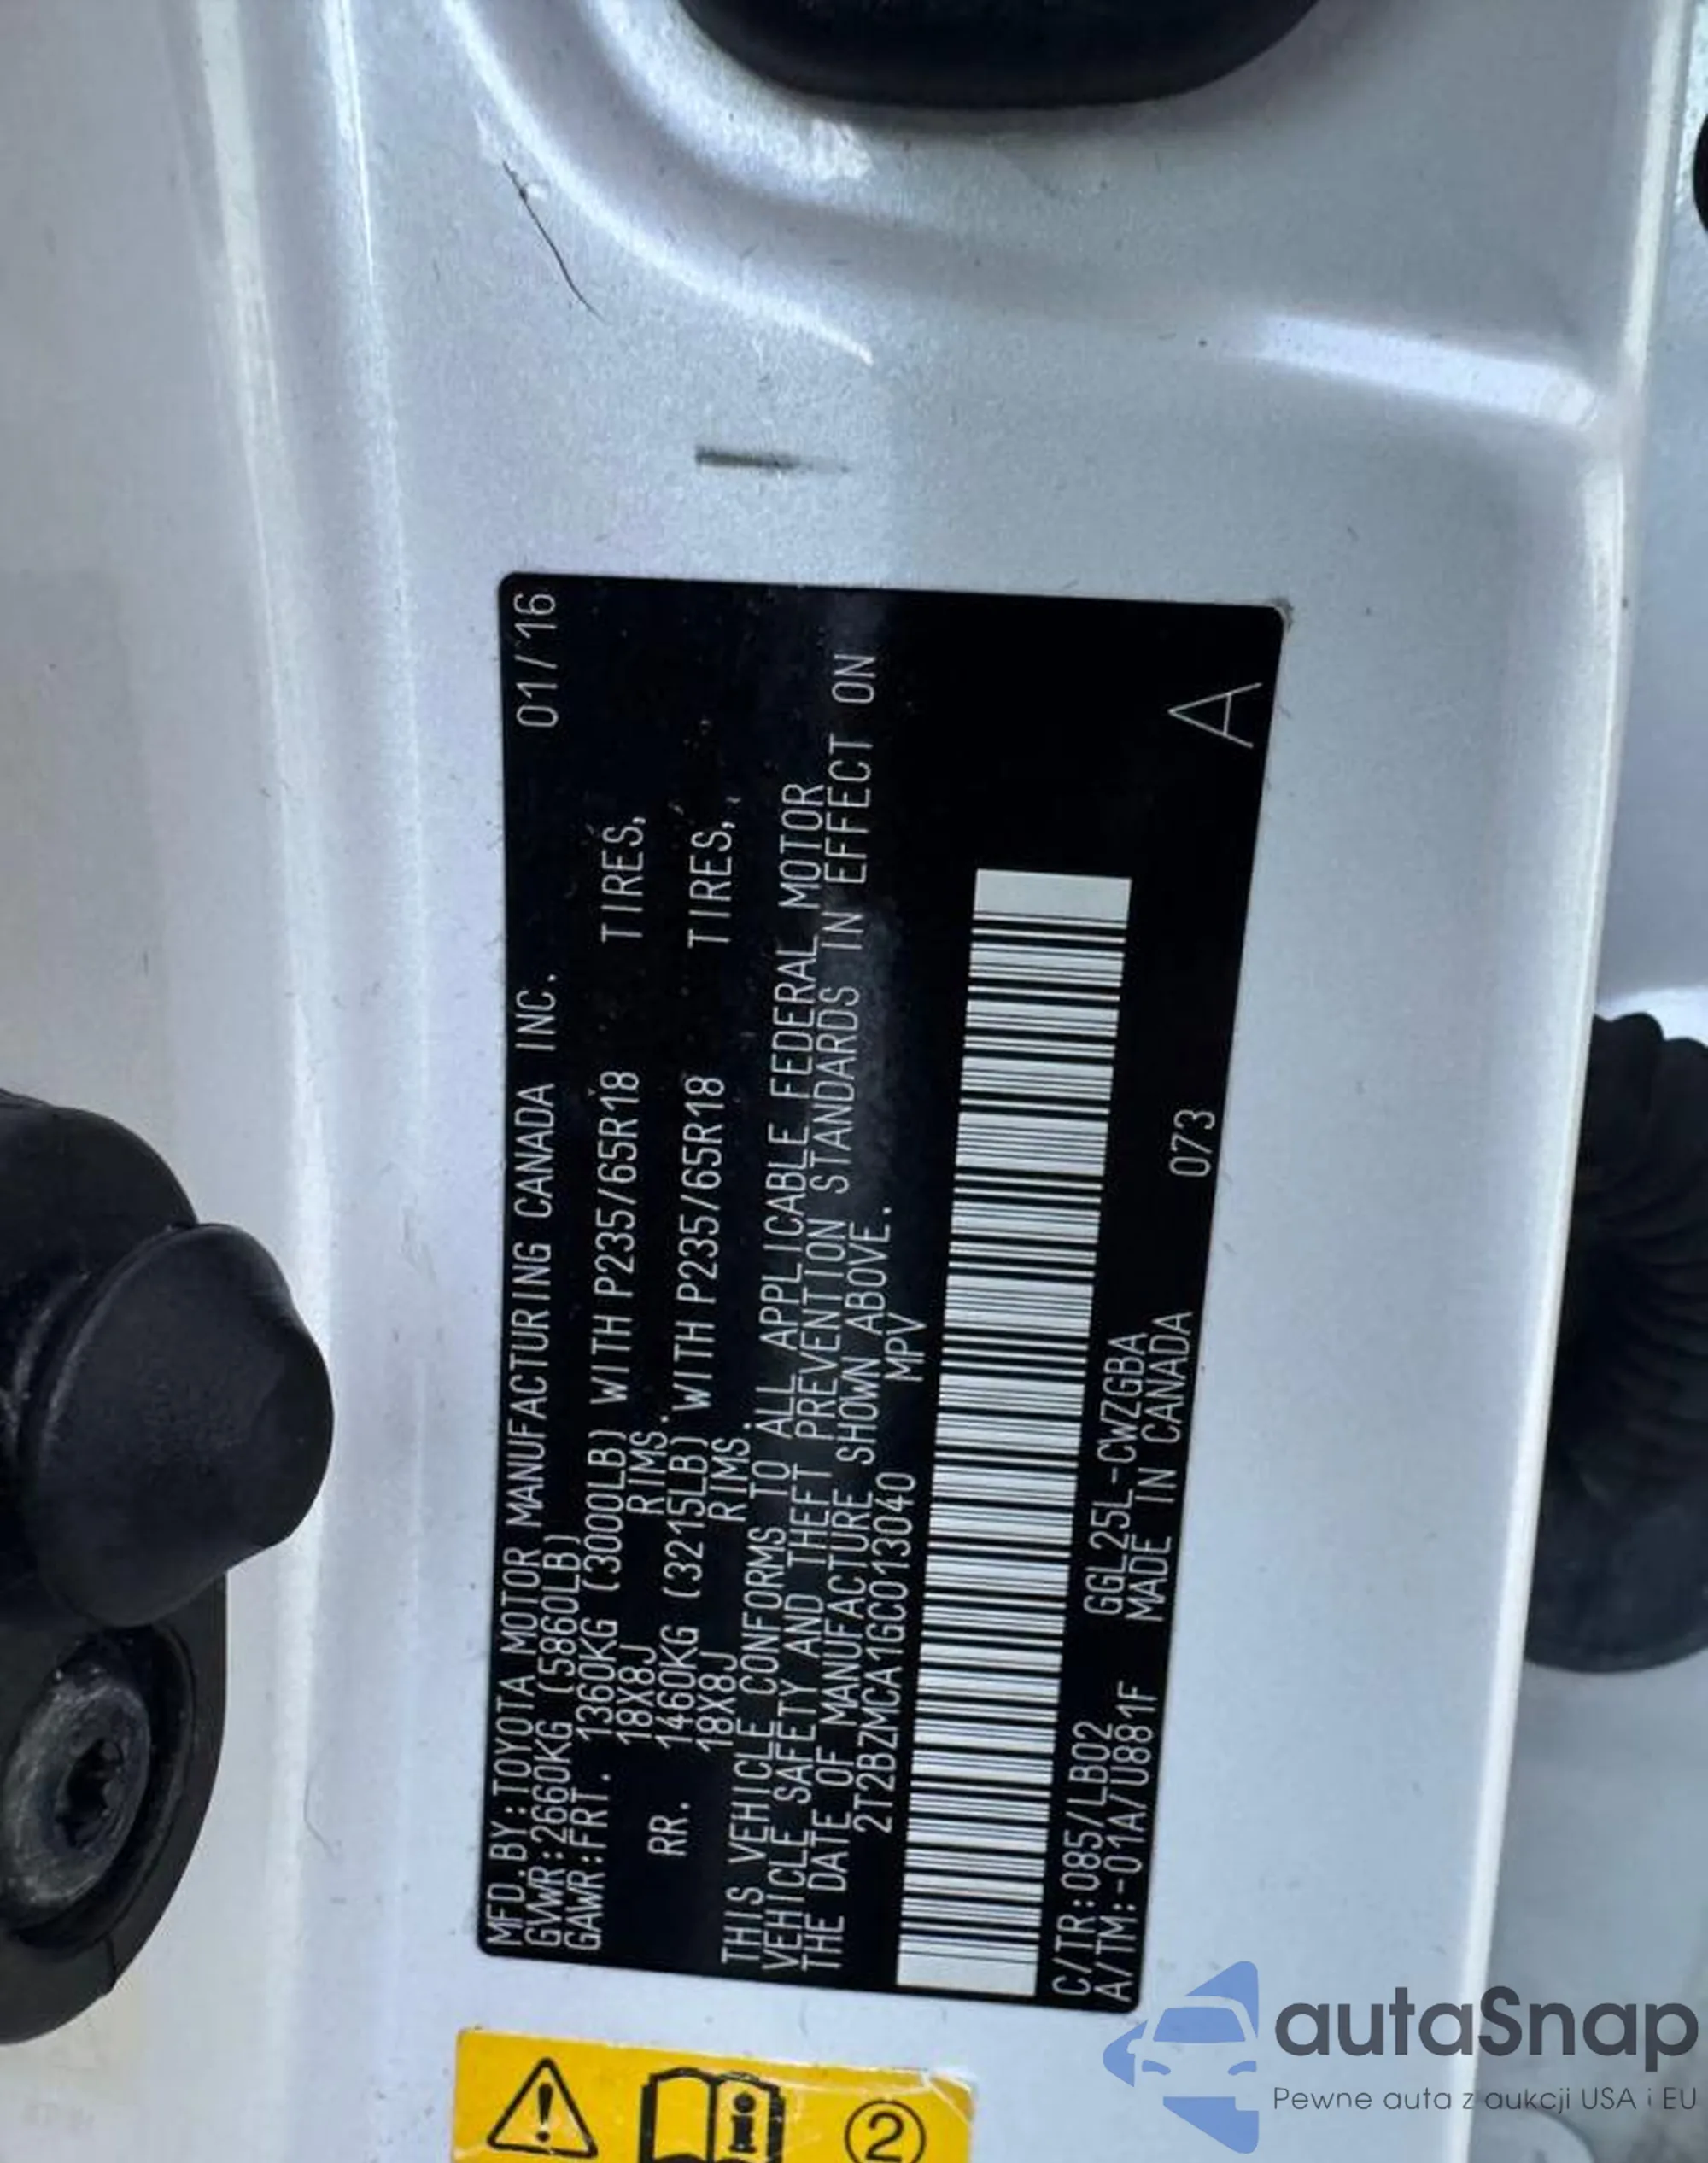 MFD.BY:TOYOTA MOTOR MANUFACTURING CANADA INC. 01/16
GVWR:2660KG (5860LB)
GAWR:FRT. 1360KG (3000LB) WITH P235/65R18 TIRES,
18X8J RIMS.
RR. 1460KG (3215LB) WITH P235/65R18 TIRES,
18X8J RIMS.
THIS VEHICLE CONFORMS TO ALL APPLICABLE FEDERAL MOTOR
VEHICLE SAFETY AND THEFT PREVENTION STANDARDS IN EFFECT ON
THE DATE OF MANUFACTURE SHOWN ABOVE.
2T2BZMCA1GC013040 MPV
C/TR:085/LB02 GGL25L-CWZGBA
A/TM:-01A/U881F MADE IN CANADA
073
A
2
autaSnap
Pewne auta z aukcji USA i EU